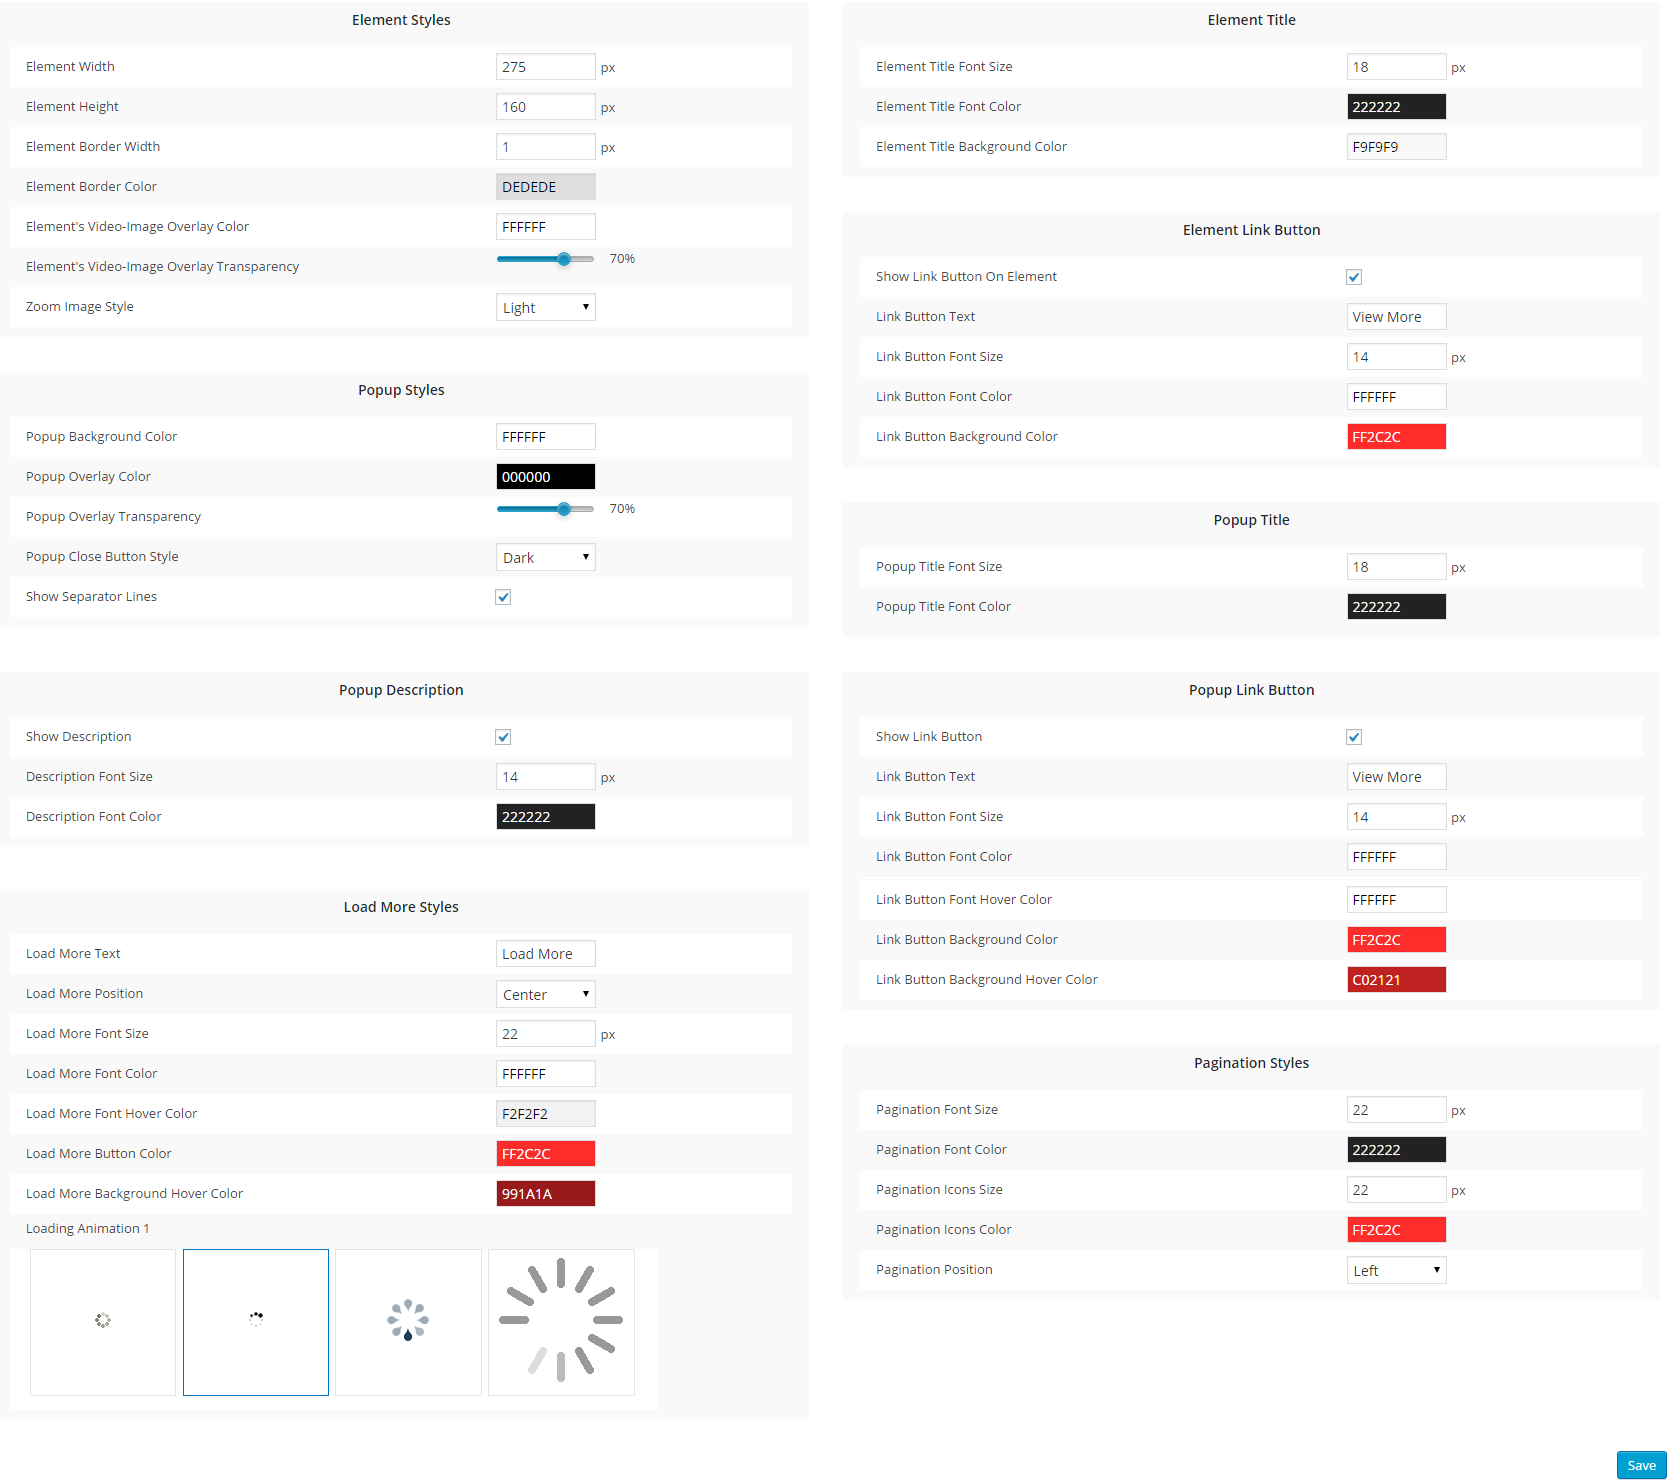 Element Styles
Element Width 275 px
Element Height 160 px
Element Border Width 1 px
Element Border Color DEDEDE
Element's Video-Image Overlay Color FFFFFF
Element's Video-Image Overlay Transparency 70%
Zoom Image Style Light
Popup Styles
Popup Background Color FFFFFF
Popup Overlay Color 000000
Popup Overlay Transparency 70%
Popup Close Button Style Dark
Show Separator Lines
Popup Description
Show Description
Description Font Size 14 px
Description Font Color 222222
Load More Styles
Load More Text Load More
Load More Position Center
Load More Font Size 22 px
Load More Font Color FFFFFF
Load More Font Hover Color F2F2F2
Load More Button Color FF2C2C
Load More Background Hover Color 991A1A
Loading Animation 1
Element Title
Element Title Font Size 18 px
Element Title Font Color 222222
Element Title Background Color F9F9F9
Element Link Button
Show Link Button On Element
Link Button Text View More
Link Button Font Size 14 px
Link Button Font Color FFFFFF
Link Button Background Color FF2C2C
Popup Title
Popup Title Font Size 18 px
Popup Title Font Color 222222
Popup Link Button
Show Link Button
Link Button Text View More
Link Button Font Size 14 px
Link Button Font Color FFFFFF
Link Button Font Hover Color FFFFFF
Link Button Background Color FF2C2C
Link Button Background Hover Color C02121
Pagination Styles
Pagination Font Size 22 px
Pagination Font Color 222222
Pagination Icons Size 22 px
Pagination Icons Color FF2C2C
Pagination Position Left
Save